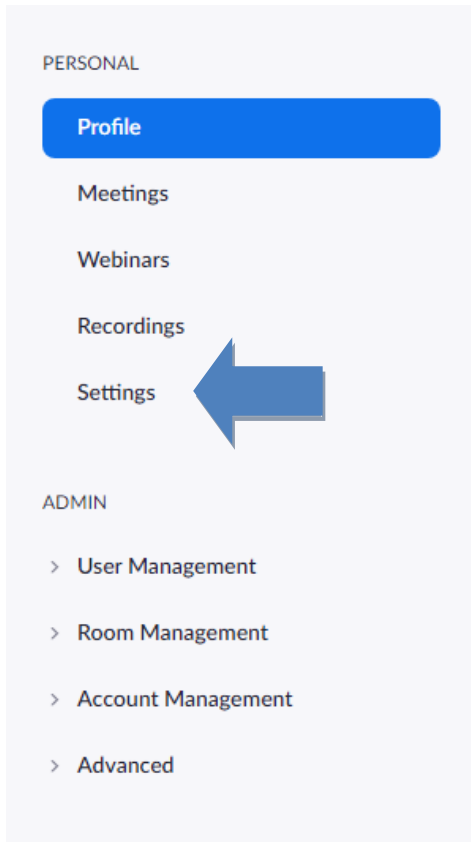 PERSONAL
Profile
Meetings
Webinars
Recordings
Settings
ADMIN
User Management
Room Management
Account Management
Advanced